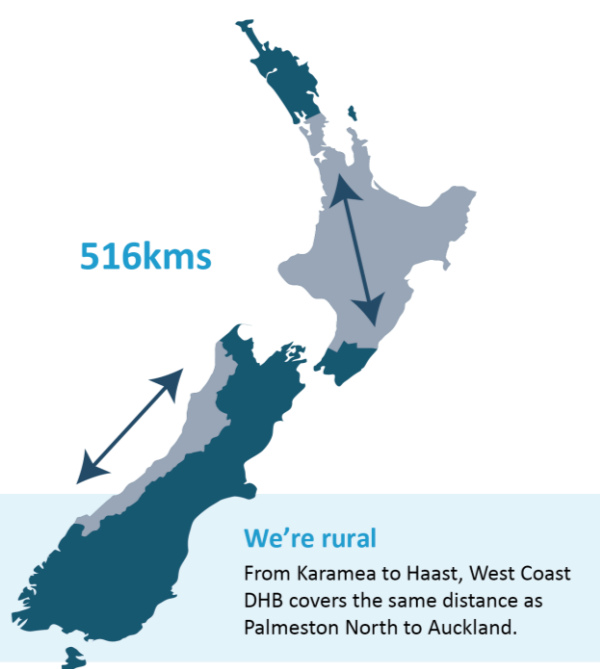 516kms
We’re rural
From Karamea to Haast, West Coast
DHB covers the same distance as
Palmeston North to Auckland.